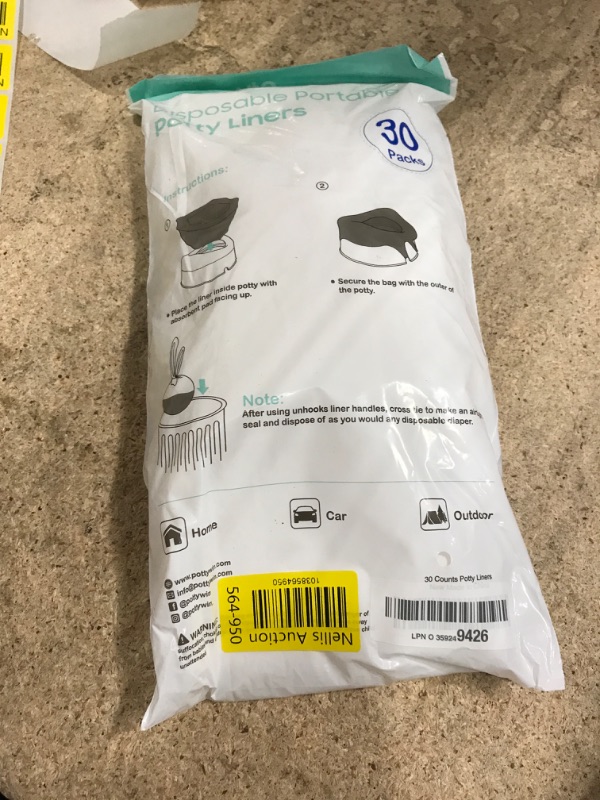 Disposable Portable
Potty Liners
30
Packs
Instructions:
①
②
• Place the liner inside potty with
absorbent pad facing up.
• Secure the bag with the outer of
the potty.
Note:
After using unhooks liner handles, cross tie to make an
seal and dispose of as you would any disposable diaper.
Home
Car
Outdoor
30 Counts Potty Liners
LPN O 359249426
Nellis Auction
1038564950
564-950
WARNING